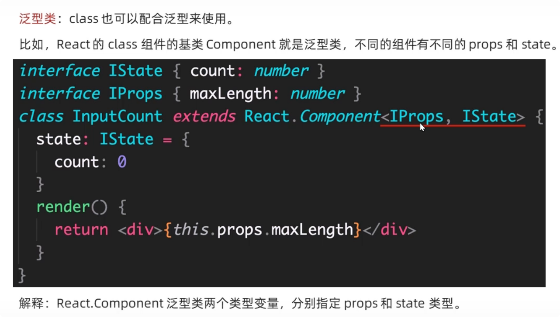 泛型类：class 也可以配合泛型来使用。
比如，React 的 class 组件的基类 Component 就是泛型类，不同的组件有不同的 props 和 state。
interface IState { count: number }
interface IProps { maxLength: number }
class InputCount extends React.Component<IProps, IState> {
  state: IState = {
    count: 0
  }
  render() {
    return <div>{this.props.maxLength}</div>
  }
}
解释：React.Component 泛型类两个类型变量，分别指定 props 和 state 类型。